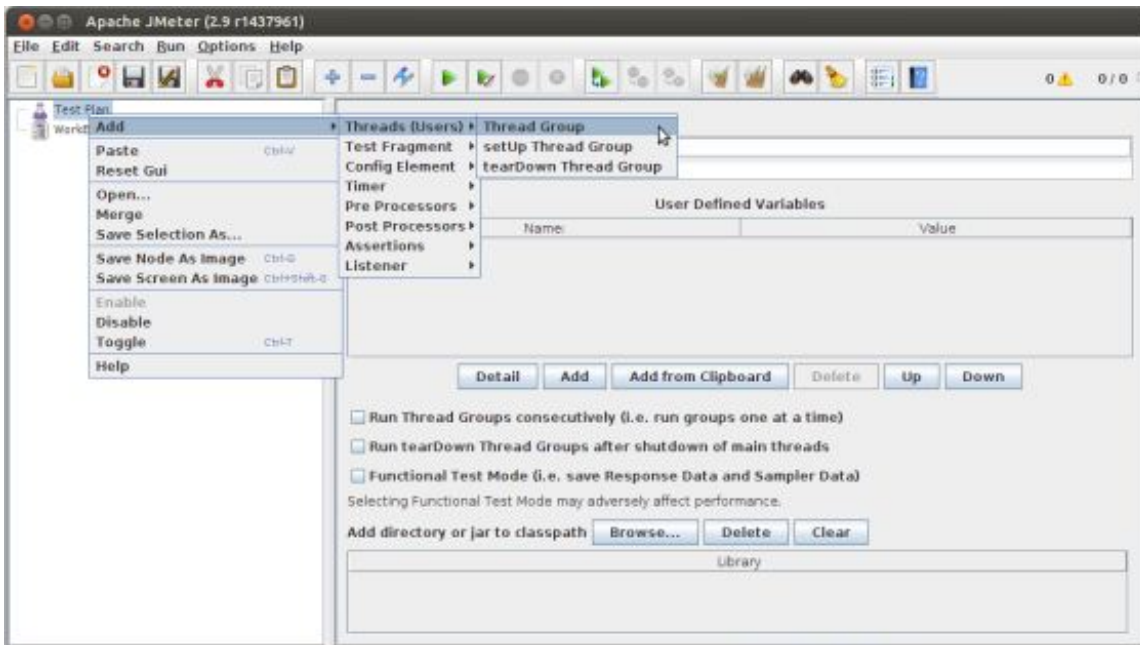 Apache JMeter (2.9 r1437961)
File Edit Search Run Options Help
0 0 / 0
Test Plan
Add
Threads (Users)
Thread Group
Paste Ctrl-V
Test Fragment
setUp Thread Group
Reset Gui
Config Element
tearDown Thread Group
Timer
Open...
Pre Processors
User Defined Variables
Merge
Post Processors
Name: Value
Save Selection As...
Assertions
Save Node As Image Ctrl-G
Listener
Save Screen As Image Ctrl+Shift-G
Enable
Disable
Toggle Ctrl-T
Help
Detail Add Add from Clipboard Delete Up Down
Run Thread Groups consecutively (i.e. run groups one at a time)
Run tearDown Thread Groups after shutdown of main threads
Functional Test Mode (i.e. save Response Data and Sampler Data)
Selecting Functional Test Mode may adversely affect performance.
Add directory or jar to classpath Browse... Delete Clear
Library